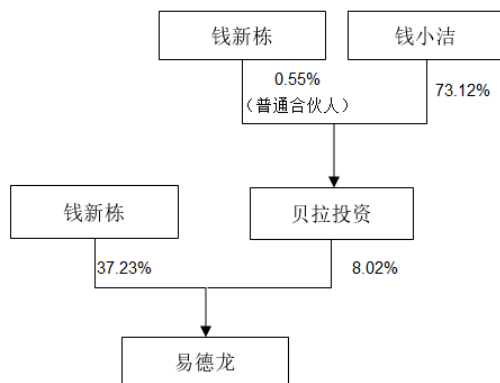 钱新栋
钱小洁
0.55%
（普通合伙人）
73.12%
钱新栋
贝拉投资
37.23%
8.02%
易德龙